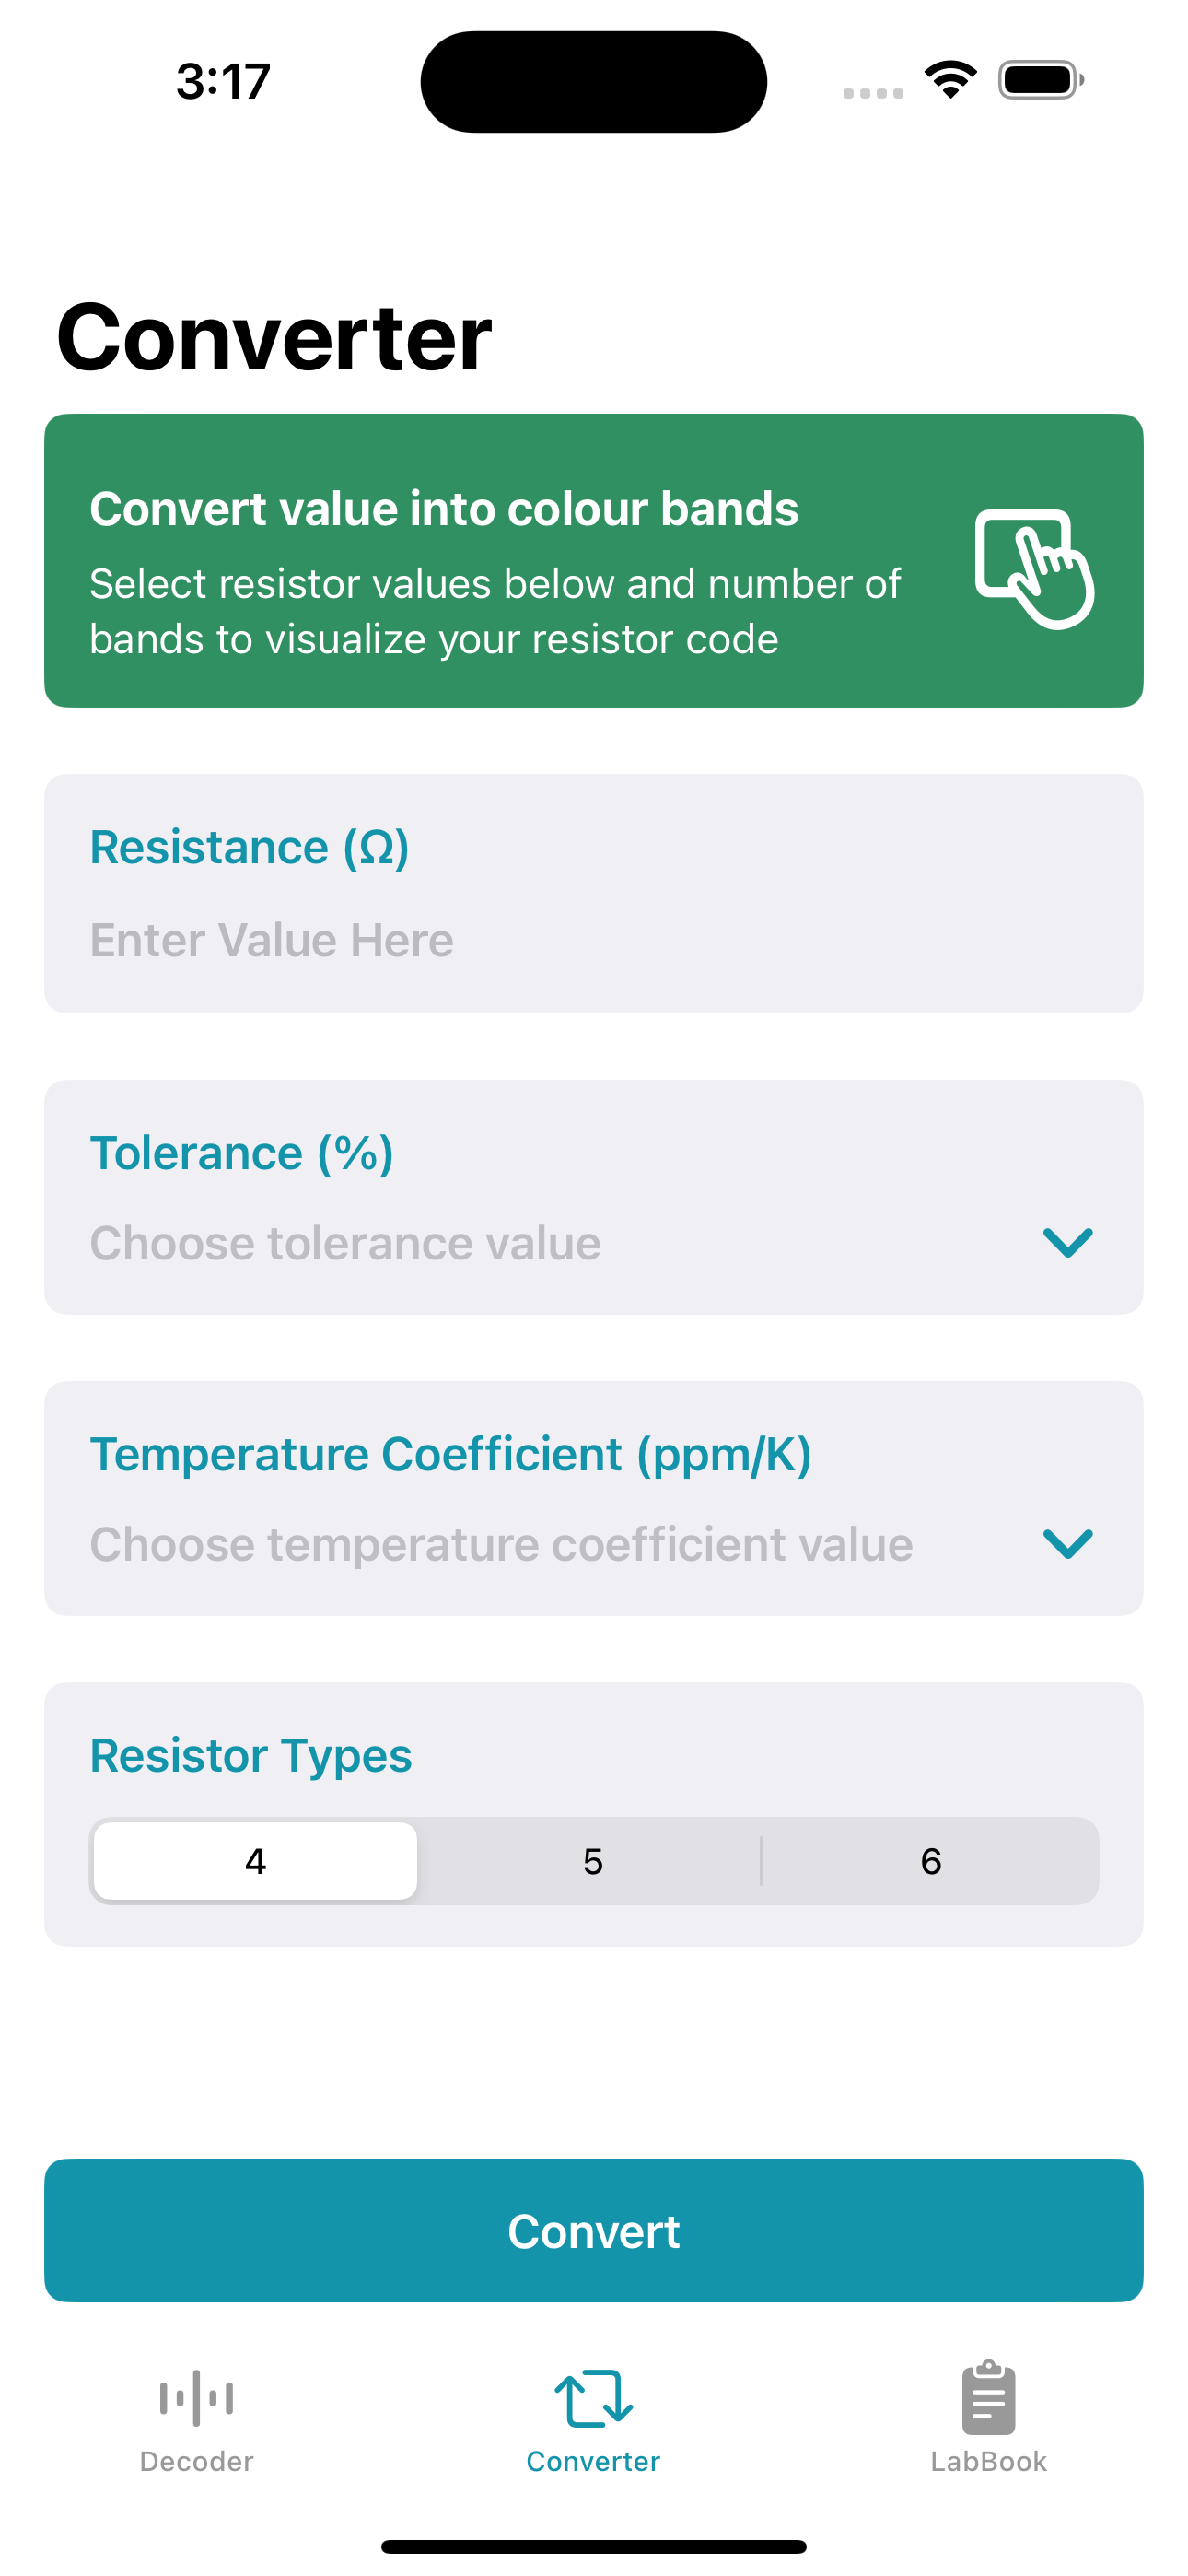 3:17
Converter
Convert value into colour bands
Select resistor values below and number of
bands to visualize your resistor code
Resistance (Ω)
Enter Value Here
Tolerance (%)
Choose tolerance value
Temperature Coefficient (ppm/K)
Choose temperature coefficient value
Resistor Types
4 5 6
Convert
Decoder Converter LabBook